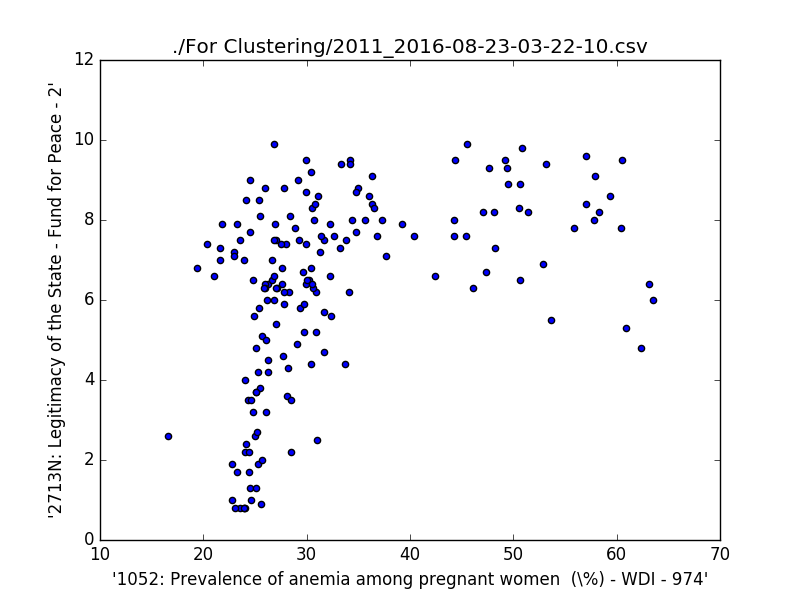 ./For Clustering/2011_2016-08-23-03-22-10.csv
'2713N: Legitimacy of the State - Fund for Peace - 2'
12
10
8
6
4
2
0
10 20 30 40 50 60 70
'1052: Prevalence of anemia among pregnant women  (\%) - WDI - 974'